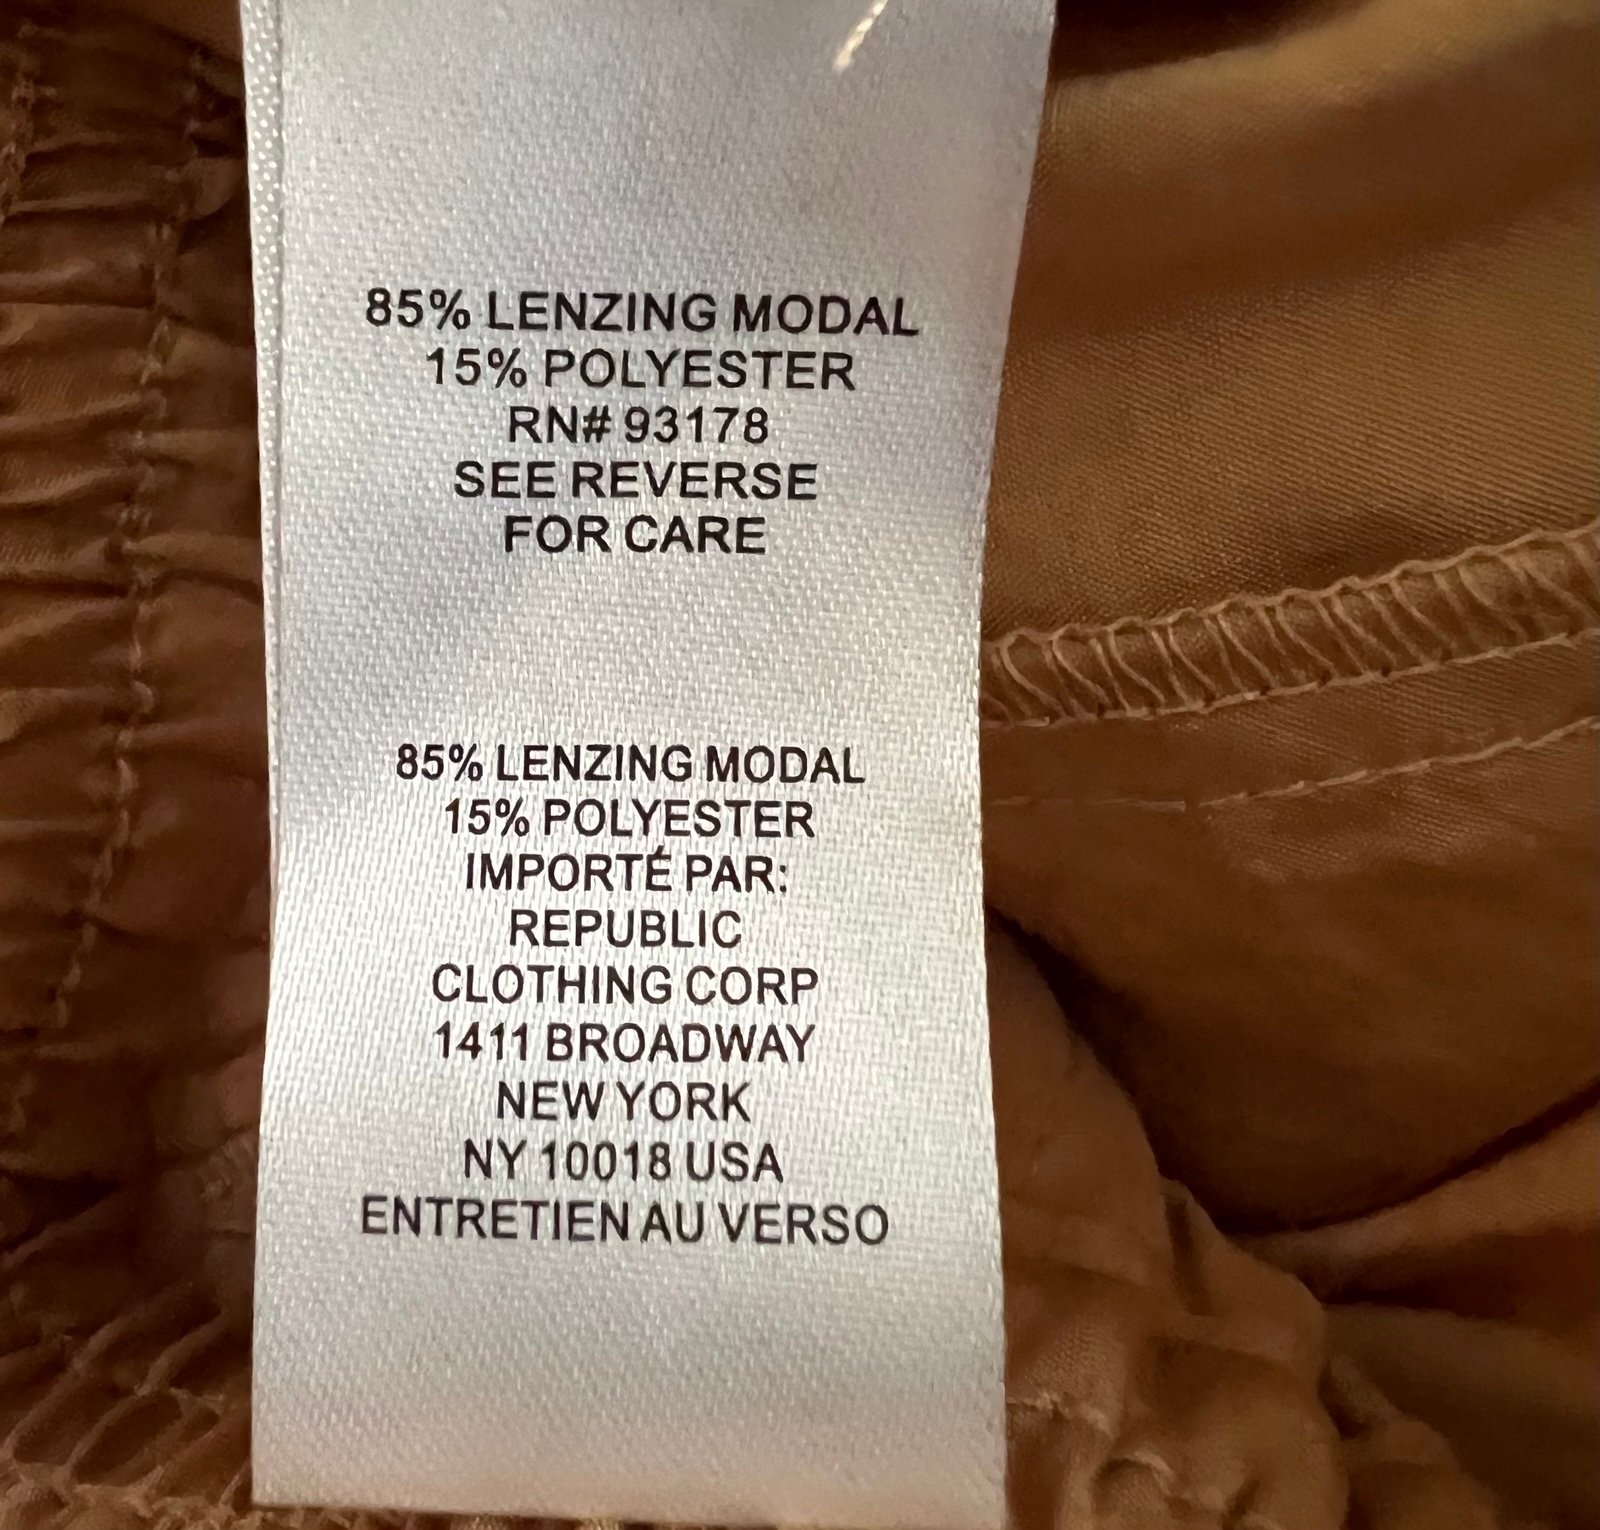 85% LENZING MODAL
15% POLYESTER
RN# 93178
SEE REVERSE
FOR CARE
85% LENZING MODAL
15% POLYESTER
IMPORTÉ PAR:
REPUBLIC
CLOTHING CORP
1411 BROADWAY
NEW YORK
NY 10018 USA
ENTRETIEN AU VERSO